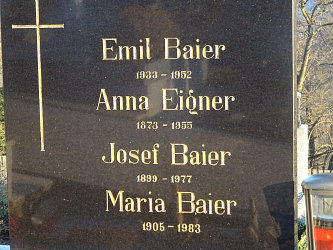 Emil Baier
1933 – 1952
Anna Eigner
1873 – 1955
Josef Baier
1899 – 1977
Maria Baier
1905 – 1983